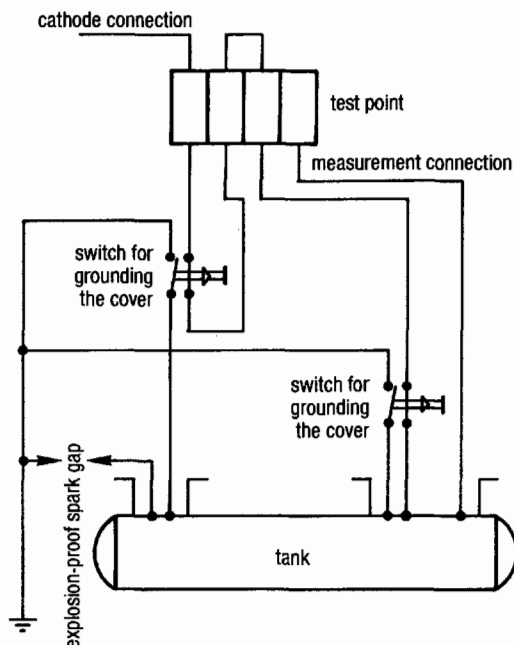 cathode connection
test point
measurement connection
switch for
grounding
the cover
switch for
grounding
the cover
explosion-proof spark gap
tank